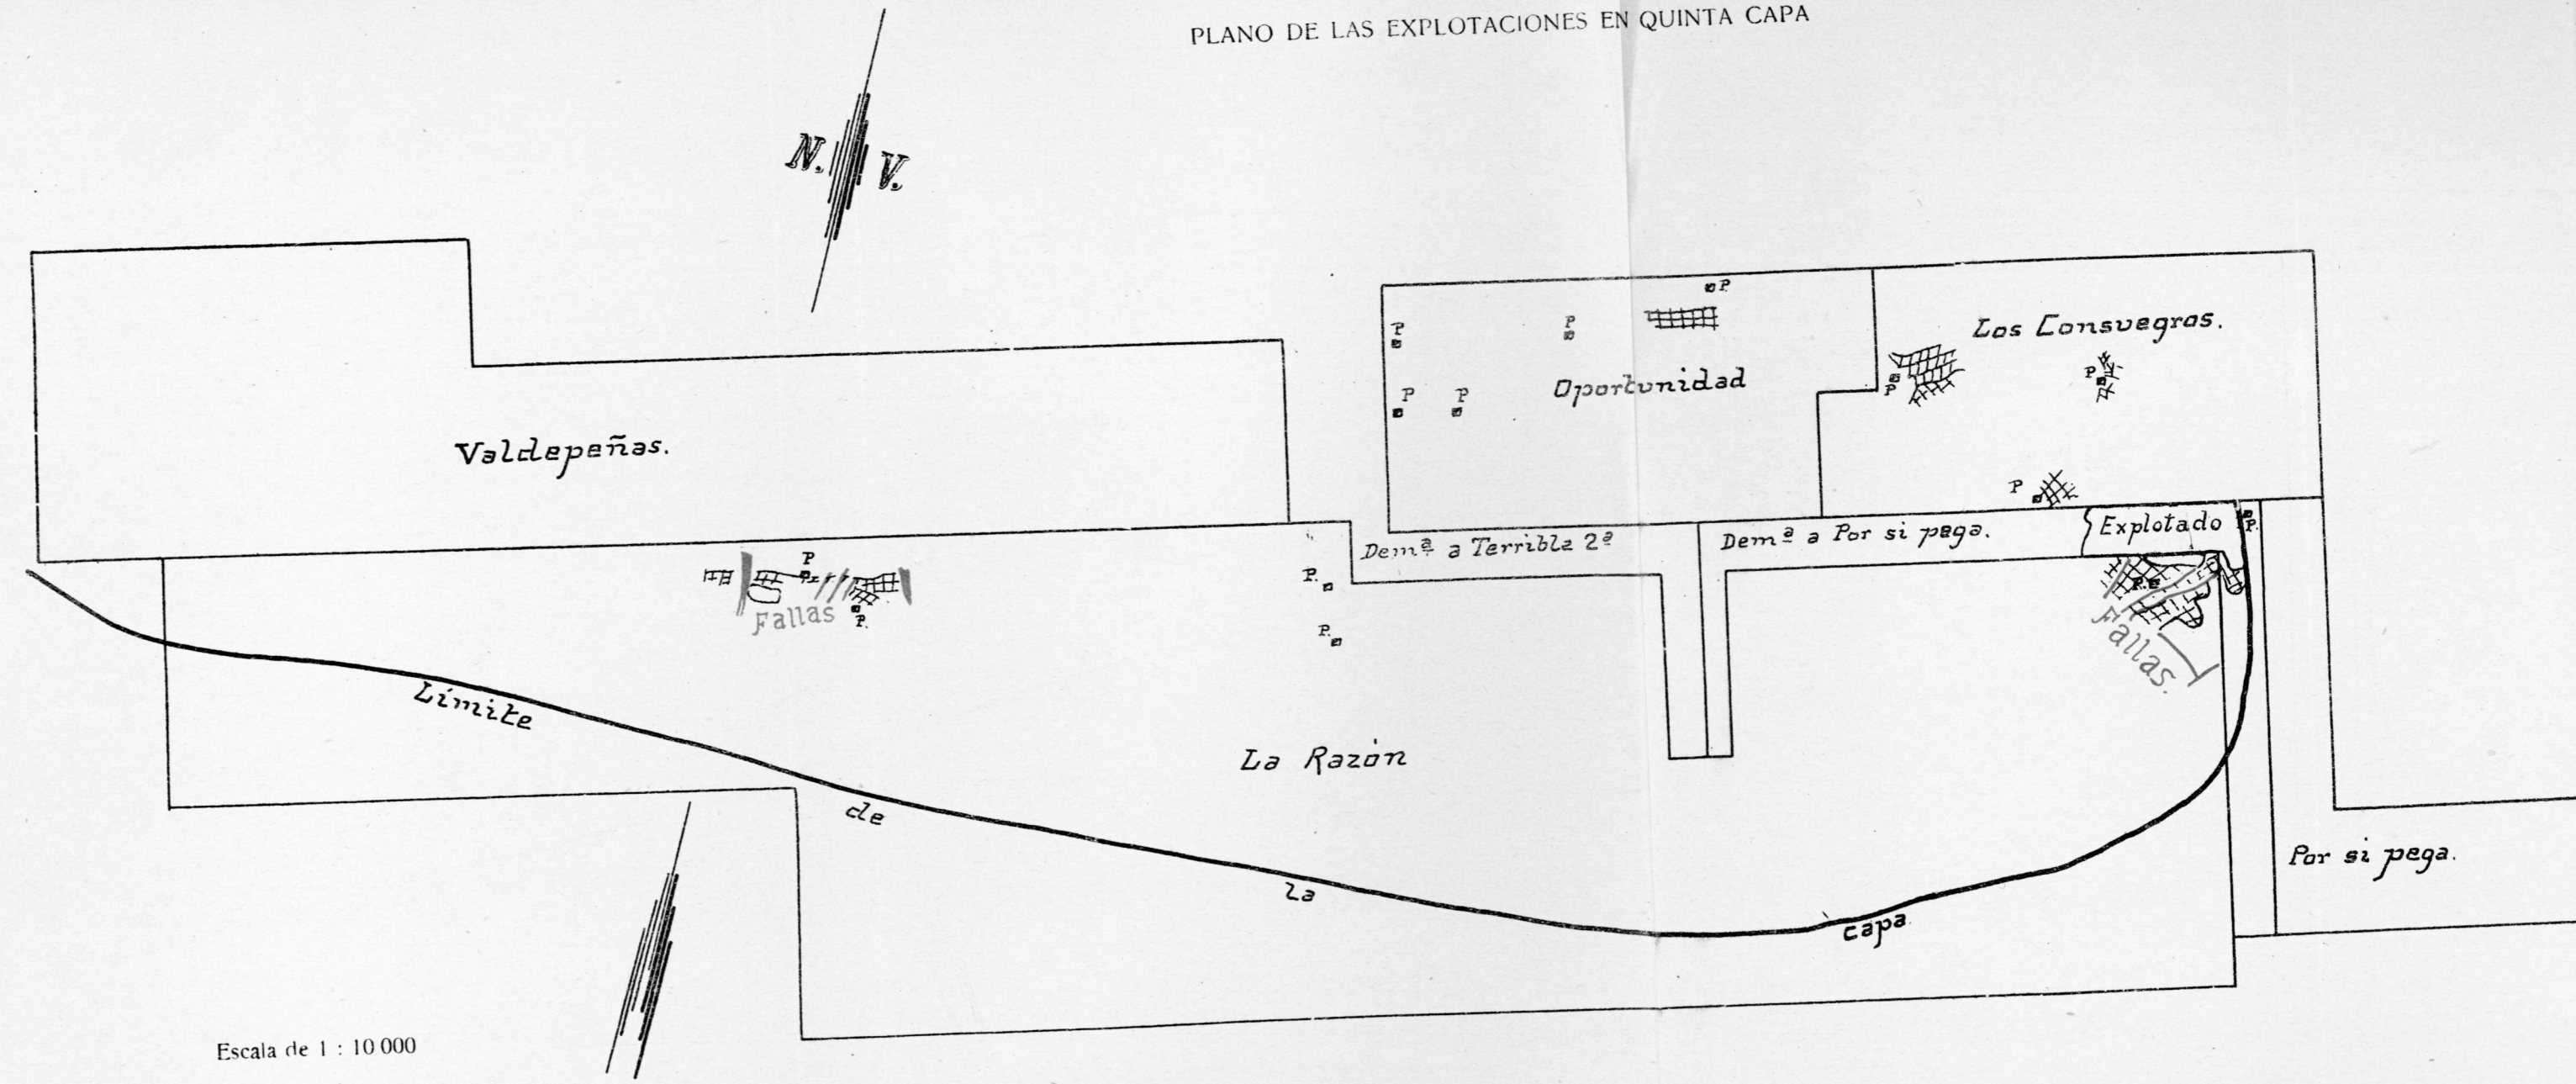 PLANO DE LAS EXPLOTACIONES EN QUINTA CAPA
N. V.
P.
P
P
P
P
Oportunidad
Los Consuegros.
P
P
P
Valdepeñas.
Demª a Terrible 2ª
Demª a Por si pega.
Explotado
P.
P
P.
Fallas
P.
P.
P.
Fallas.
Límite
de
la
capa
La Razón
Por si pega.
Escala de 1 : 10 000